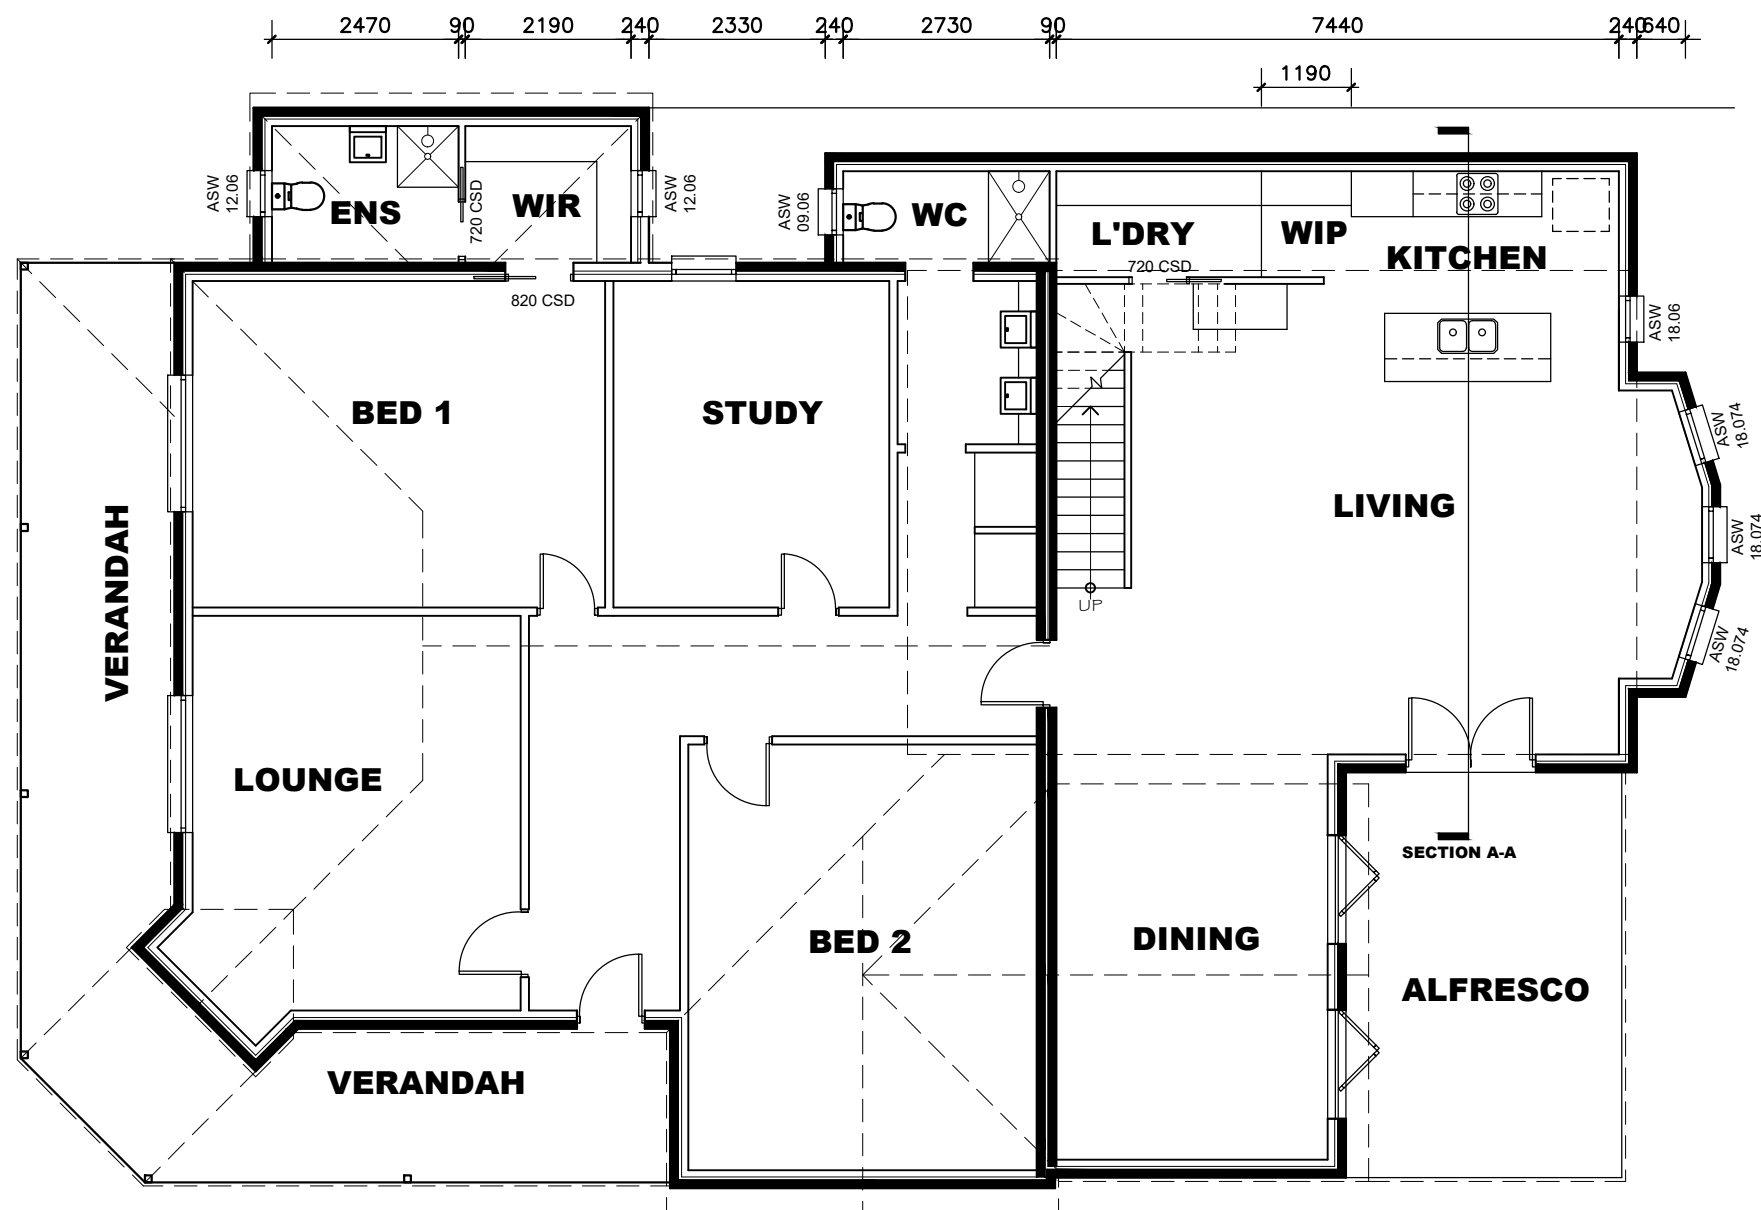 2470 90 2190 240 2330 240 2730 90 7440 240 640
1190
ASW
12.06
ENS
720 CSD
WIR
ASW
12.06
ASW
09.06
WC
L'DRY
720 CSD
WIP
KITCHEN
820 CSD
ASW
18.06
BED 1
STUDY
ASW
18.074
LIVING
ASW
18.074
VERANDAH
UP
ASW
18.074
LOUNGE
SECTION A-A
BED 2
DINING
ALFRESCO
VERANDAH